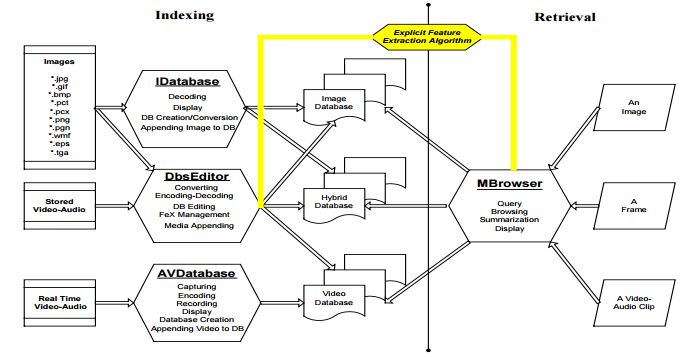 Indexing
Retrieval
Explicit Feature
Extraction Algorithm
Images
*.jpg
*.gif
*.bmp
*.pct
*.pcx
*.png
*.pgn
*.wmf
*.eps
*.tga
Stored
Video-Audio
Real Time
Video-Audio
IDatabase
Decoding
Display
DB Creation/Conversion
Appending Image to DB
DbsEditor
Converting
Encoding-Decoding
DB Editing
FeX Management
Media Appending
AVDatabase
Capturing
Encoding
Recording
Display
Database Creation
Appending Video to DB
Image
Database
Hybrid
Database
Video
Database
MBrowser
Query
Browsing
Summarization
Display
An
Image
A
Frame
A Video-
Audio Clip